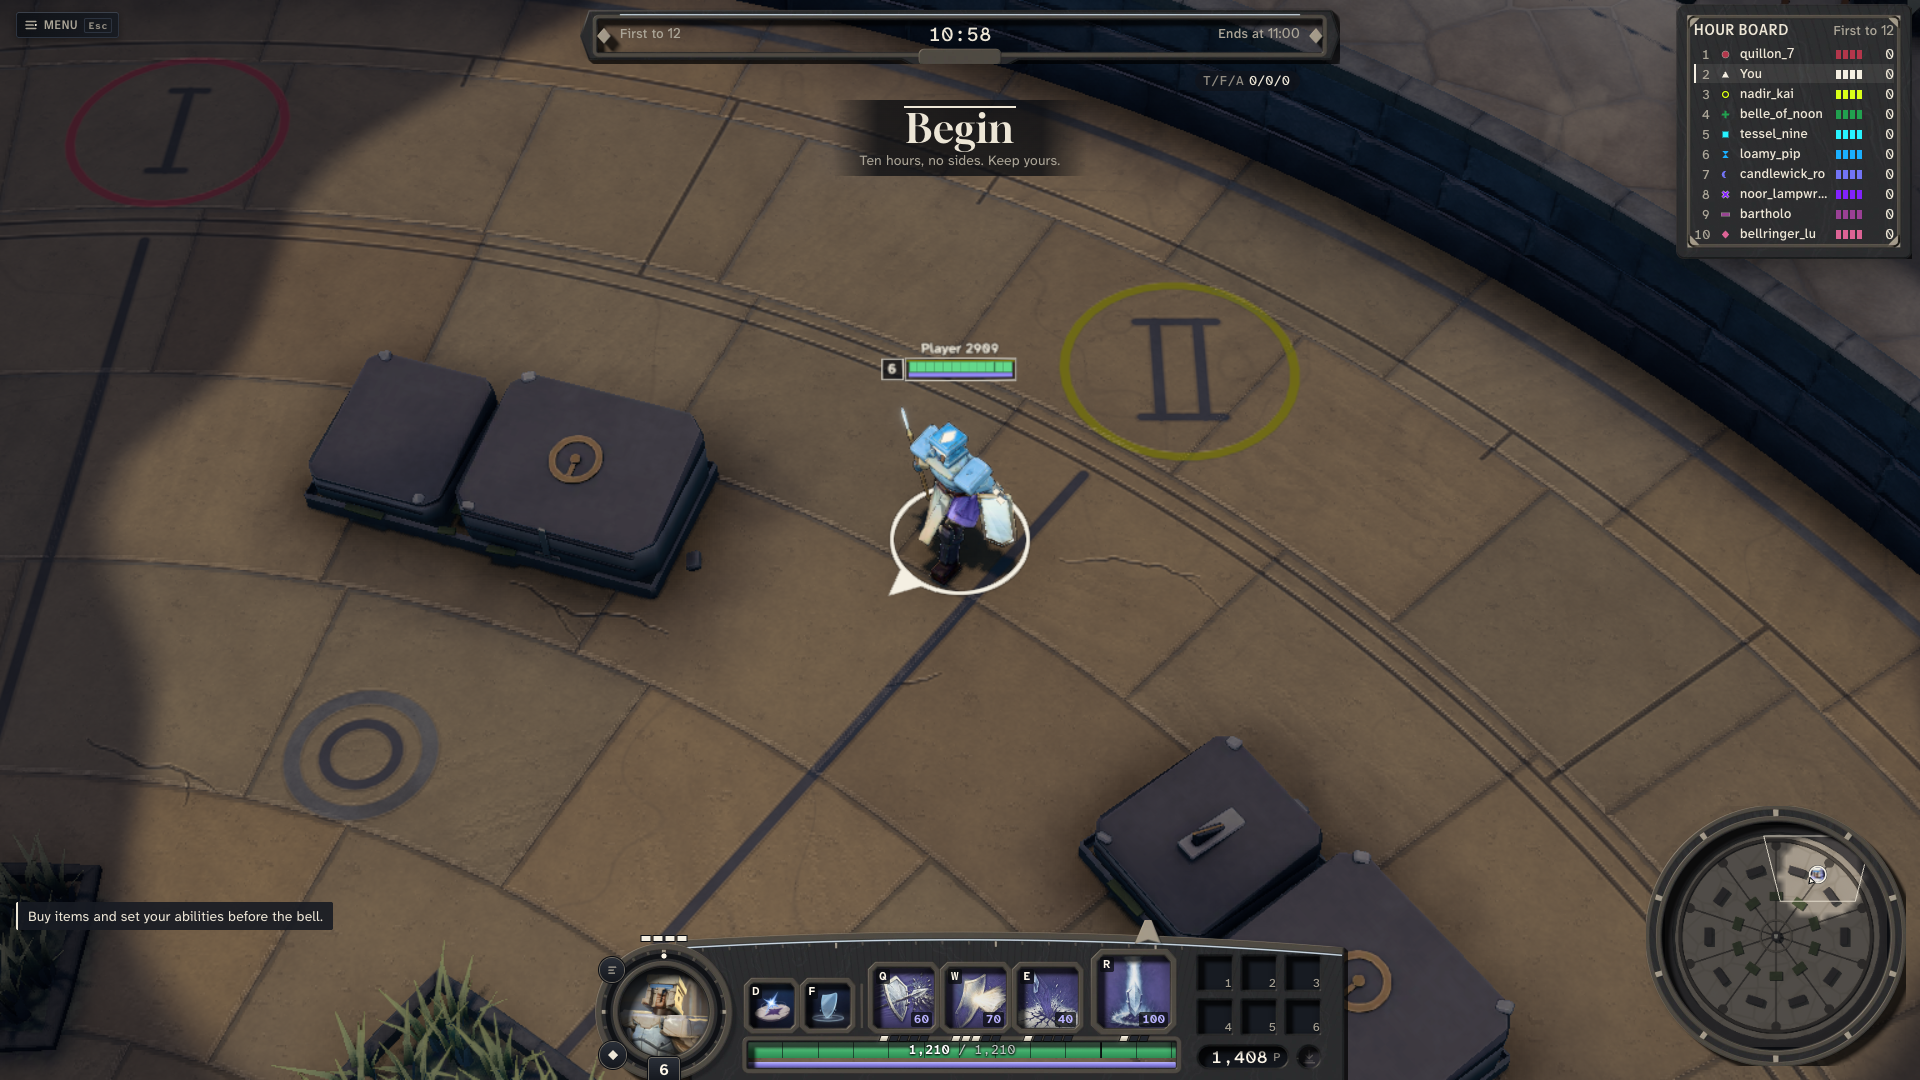 MENU Esc
First to 12
10:58
Ends at 11:00
T/F/A 0/0/0
Begin
Ten hours, no sides. Keep yours.
HOUR BOARD First to 12
1 quillon_7 0
2 You 0
3 nadir_kai 0
4 belle_of_noon 0
5 tessel_nine 0
6 loamy_pip 0
7 candlewick_ro 0
8 noor_lampwr... 0
9 bartholo 0
10 bellringer_lu 0
I
II
Player 2909
6
Buy items and set your abilities before the bell.
D
F
Q 60
W 70
E 40
R 100
1 2 3
4 5 6
1,210 / 1,210
1,408 P
6